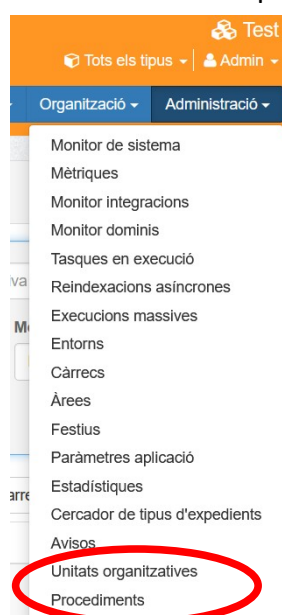 Test
Tots els tipus Admin
Organització Administració
Monitor de sistema
Mètriques
Monitor integracions
Monitor dominis
Tasques en execució
Reindexacions asíncrones
Execucions massives
Entorns
Càrrecs
Àrees
Festius
Paràmetres aplicació
Estadístiques
Cercador de tipus d'expedients
Avisos
Unitats organitzatives
Procediments